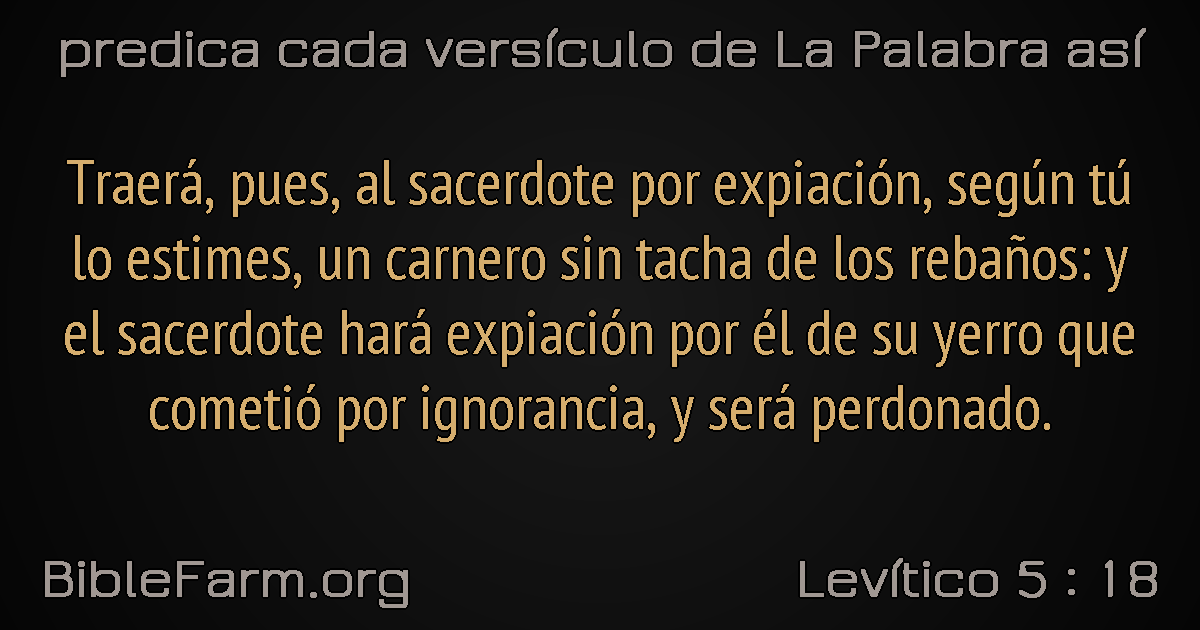 predica cada versículo de La Palabra así
Traerá, pues, al sacerdote por expiación, según tú
lo estimes, un carnero sin tacha de los rebaños: y
el sacerdote hará expiación por él de su yerro que
cometió por ignorancia, y será perdonado.
BibleFarm.org
Levítico 5 : 18